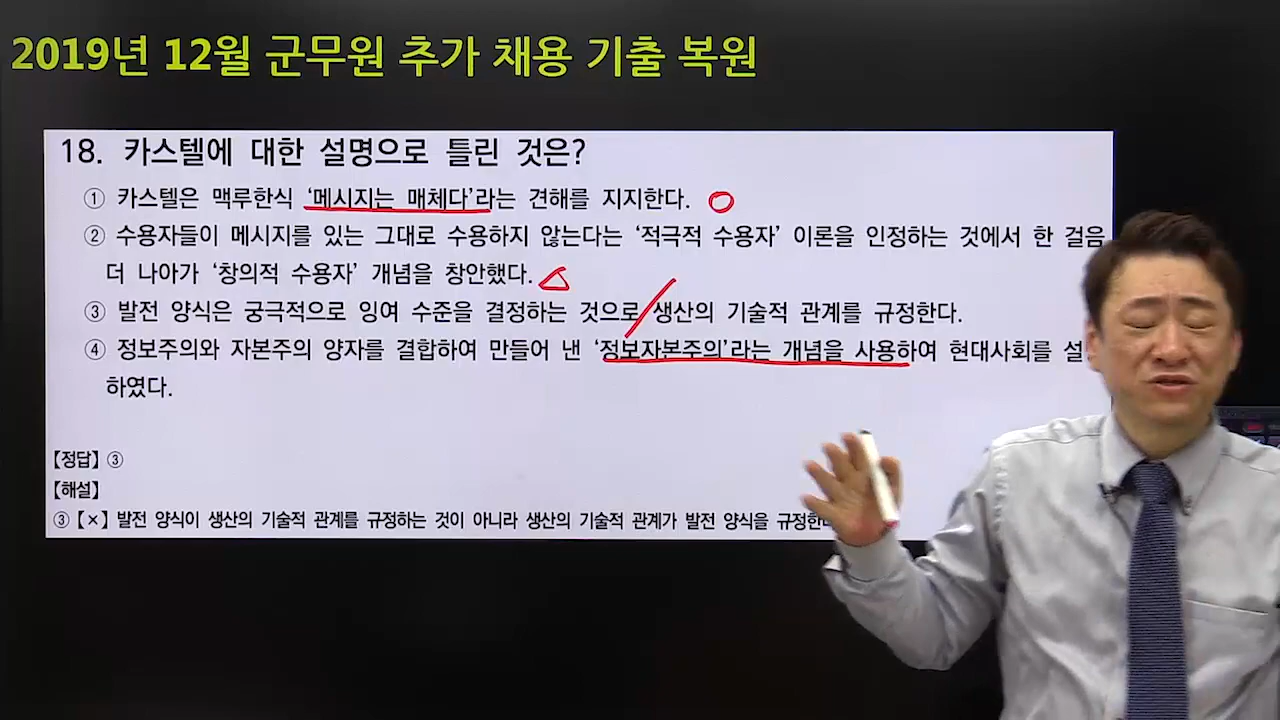 2019년 12월 군무원 추가 채용 기출 복원
18. 카스텔에 대한 설명으로 틀린 것은?
① 카스텔은 맥루한식 ‘메시지는 매체다’라는 견해를 지지한다.
② 수용자들이 메시지를 있는 그대로 수용하지 않는다는 ‘적극적 수용자’ 이론을 인정하는 것에서 한 걸음
더 나아가 ‘창의적 수용자’ 개념을 창안했다.
③ 발전 양식은 궁극적으로 잉여 수준을 결정하는 것으로 생산의 기술적 관계를 규정한다.
④ 정보주의와 자본주의 양자를 결합하여 만들어 낸 ‘정보자본주의’라는 개념을 사용하여 현대사회를 설
하였다.
【정답】 ③
【해설】
③ 【×】 발전 양식이 생산의 기술적 관계를 규정하는 것이 아니라 생산의 기술적 관계가 발전 양식을 규정한